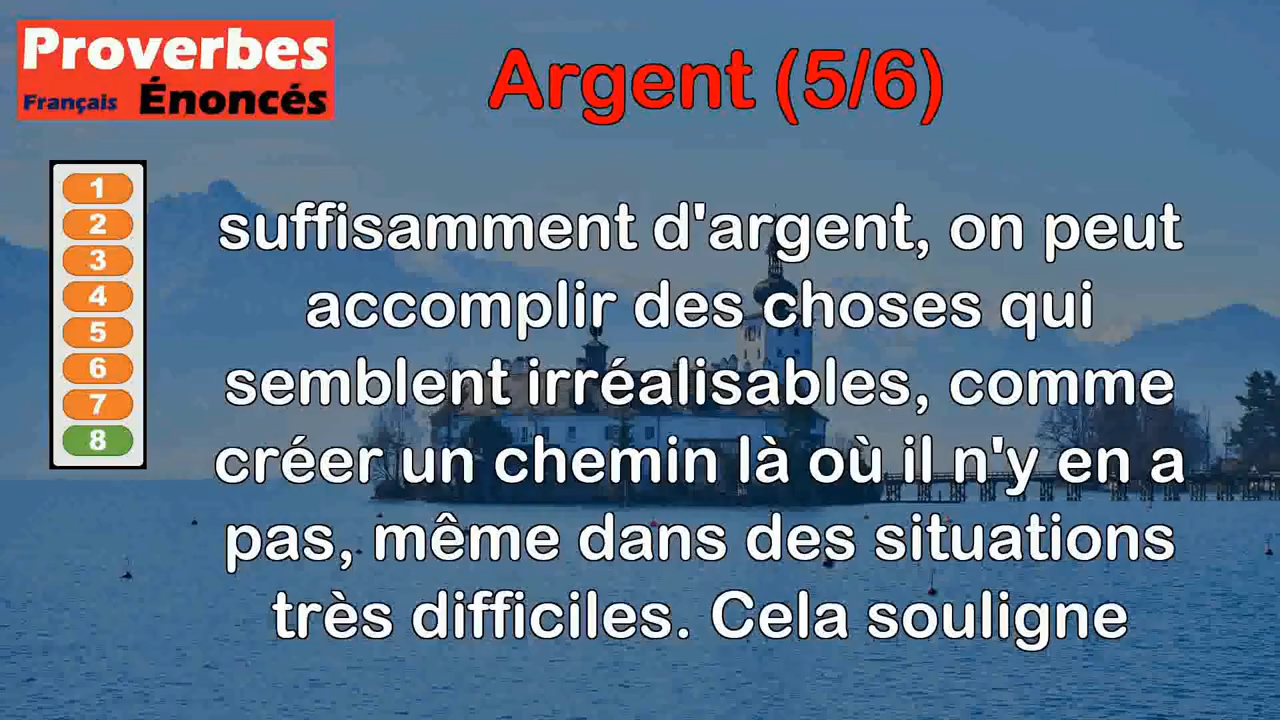 Proverbes
Français Énoncés
Argent (5/6)
1
2
3
4
5
6
7
8
suffisamment d'argent, on peut
accomplir des choses qui
semblent irréalisables, comme
créer un chemin là où il n'y en a
pas, même dans des situations
très difficiles. Cela souligne